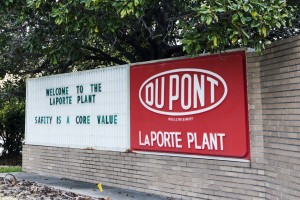 WELCOME TO THE
LAPORTE PLANT
SAFETY IS A CORE VALUE
DU PONT
LAPORTE PLANT